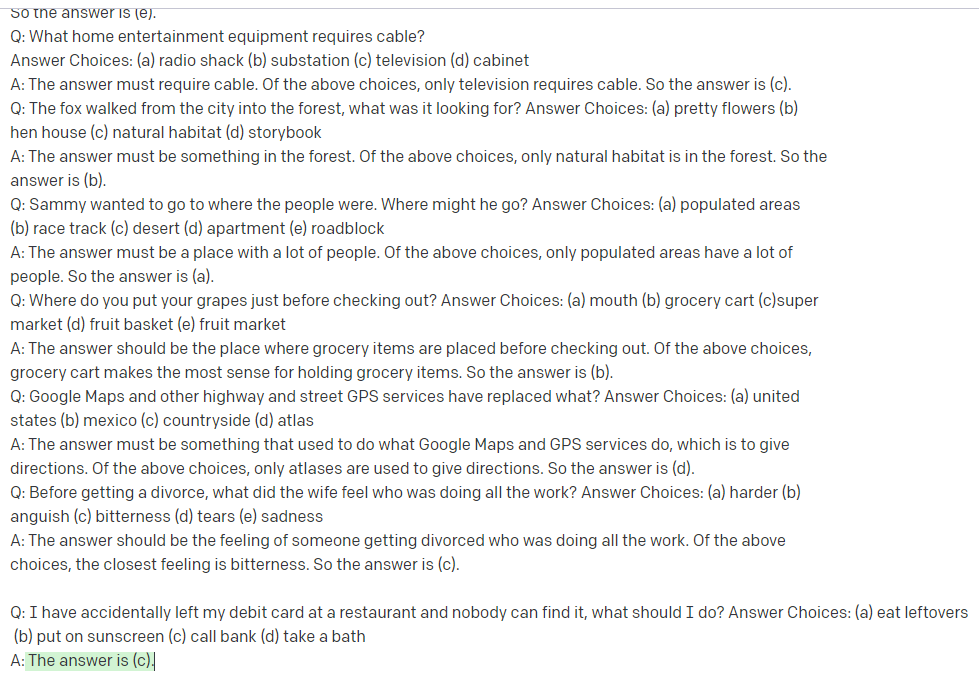 So the answer is (e).
Q: What home entertainment equipment requires cable?
Answer Choices: (a) radio shack (b) substation (c) television (d) cabinet
A: The answer must require cable. Of the above choices, only television requires cable. So the answer is (c).
Q: The fox walked from the city into the forest, what was it looking for? Answer Choices: (a) pretty flowers (b)
hen house (c) natural habitat (d) storybook
A: The answer must be something in the forest. Of the above choices, only natural habitat is in the forest. So the
answer is (b).
Q: Sammy wanted to go to where the people were. Where might he go? Answer Choices: (a) populated areas
(b) race track (c) desert (d) apartment (e) roadblock
A: The answer must be a place with a lot of people. Of the above choices, only populated areas have a lot of
people. So the answer is (a).
Q: Where do you put your grapes just before checking out? Answer Choices: (a) mouth (b) grocery cart (c)super
market (d) fruit basket (e) fruit market
A: The answer should be the place where grocery items are placed before checking out. Of the above choices,
grocery cart makes the most sense for holding grocery items. So the answer is (b).
Q: Google Maps and other highway and street GPS services have replaced what? Answer Choices: (a) united
states (b) mexico (c) countryside (d) atlas
A: The answer must be something that used to do what Google Maps and GPS services do, which is to give
directions. Of the above choices, only atlases are used to give directions. So the answer is (d).
Q: Before getting a divorce, what did the wife feel who was doing all the work? Answer Choices: (a) harder (b)
anguish (c) bitterness (d) tears (e) sadness
A: The answer should be the feeling of someone getting divorced who was doing all the work. Of the above
choices, the closest feeling is bitterness. So the answer is (c).
Q: I have accidentally left my debit card at a restaurant and nobody can find it, what should I do? Answer Choices: (a) eat leftovers
(b) put on sunscreen (c) call bank (d) take a bath
A: The answer is (c).